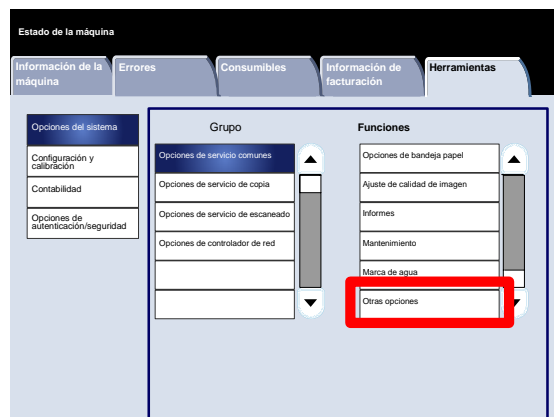 Estado de la máquina
Información de la
máquina
Errores
Consumibles
Información de
facturación
Herramientas
Opciones del sistema
Configuración y
calibración
Contabilidad
Opciones de
autenticación/seguridad
Grupo
Opciones de servicio comunes
Opciones de servicio de copia
Opciones de servicio de escaneado
Opciones de controlador de red
Funciones
Opciones de bandeja papel
Ajuste de calidad de imagen
Informes
Mantenimiento
Marca de agua
Otras opciones